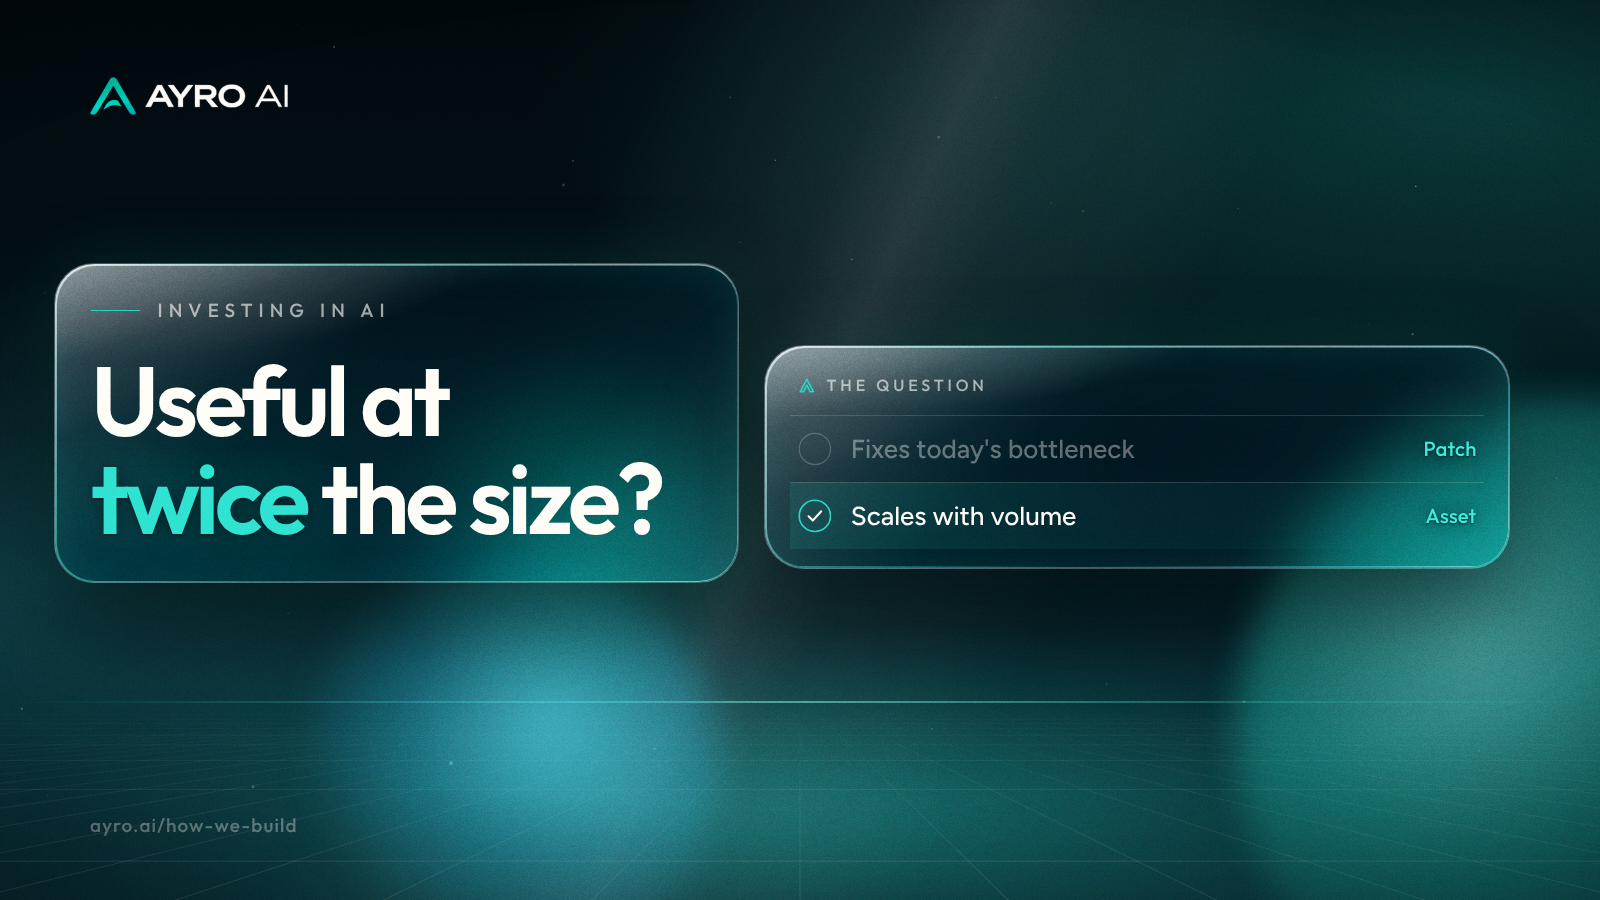 AYRO AI
INVESTING IN AI
Useful at
twice the size?
THE QUESTION
Fixes today's bottleneck
Patch
Scales with volume
Asset
ayro.ai/how-we-build